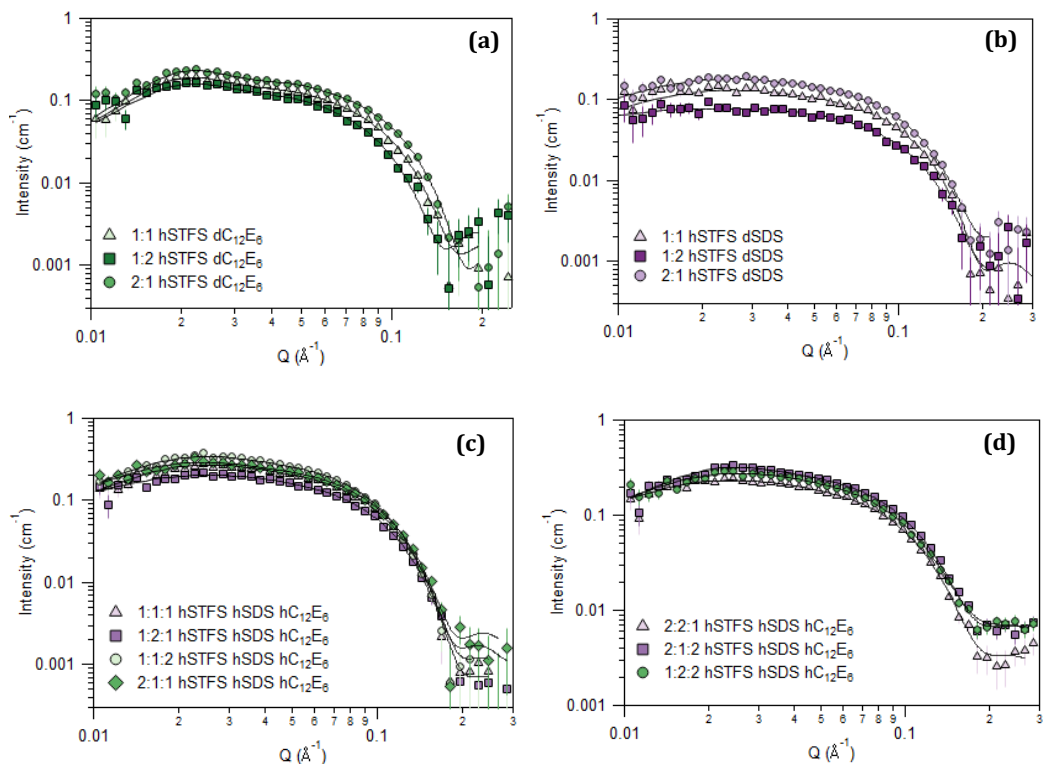 (a)
1
0.1
0.01
0.001
Intensity (cm⁻¹)
1:1 hSTFS dC₁₂E₆
1:2 hSTFS dC₁₂E₆
2:1 hSTFS dC₁₂E₆
0.01 2 3 4 5 6 7 8 9 0.1 2
Q (Å⁻¹)
(b)
1
0.1
0.01
0.001
Intensity (cm⁻¹)
1:1 hSTFS dSDS
1:2 hSTFS dSDS
2:1 hSTFS dSDS
0.01 2 3 4 5 6 7 8 9 0.1 2 3
Q (Å⁻¹)
(c)
1
0.1
0.01
0.001
Intensity (cm⁻¹)
1:1:1 hSTFS hSDS hC₁₂E₆
1:2:1 hSTFS hSDS hC₁₂E₆
1:1:2 hSTFS hSDS hC₁₂E₆
2:1:1 hSTFS hSDS hC₁₂E₆
0.01 2 3 4 5 6 7 8 9 0.1 2 3
Q (Å⁻¹)
(d)
1
0.1
0.01
0.001
Intensity (cm⁻¹)
2:2:1 hSTFS hSDS hC₁₂E₆
2:1:2 hSTFS hSDS hC₁₂E₆
1:2:2 hSTFS hSDS hC₁₂E₆
0.01 2 3 4 5 6 7 8 9 0.1 2 3
Q (Å⁻¹)